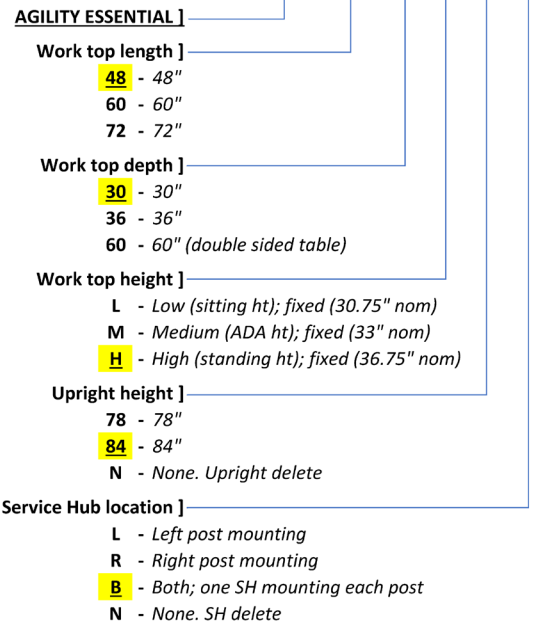 AGILITY ESSENTIAL ]
Work top length ]
48 - 48"
60 - 60"
72 - 72"
Work top depth ]
30 - 30"
36 - 36"
60 - 60" (double sided table)
Work top height ]
L - Low (sitting ht); fixed (30.75" nom)
M - Medium (ADA ht); fixed (33" nom)
H - High (standing ht); fixed (36.75" nom)
Upright height ]
78 - 78"
84 - 84"
N - None. Upright delete
Service Hub location ]
L - Left post mounting
R - Right post mounting
B - Both; one SH mounting each post
N - None. SH delete